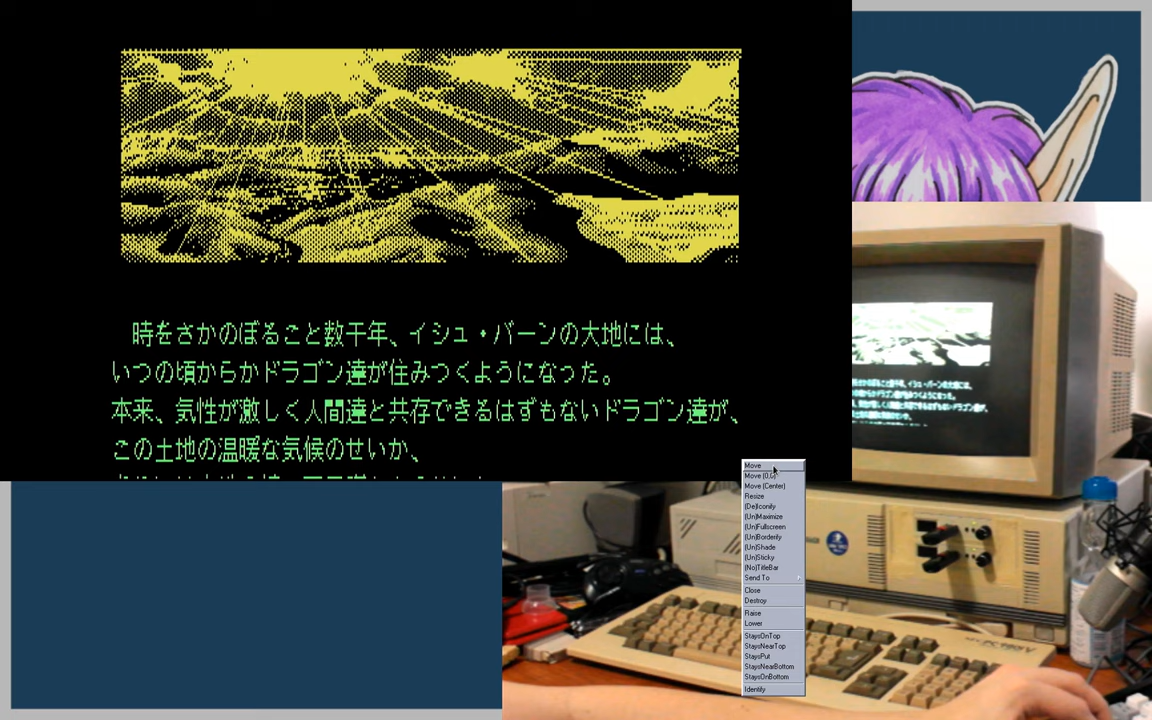 時をさかのぼること数千年、イシュ・バーンの大地には、
いつの頃からかドラゴン達が住みつくようになった。
本来、気性が激しく人間達と共存できるはずもないドラゴン達が、
この土地の温暖な気候のせいか、
Move
Move (0,0)
Move (Center)
Resize
(De)Iconify
(Un)Maximize
(Un)Fullscreen
(Un)Borderify
(Un)Shade
(Un)Sticky
(No)TitleBar
Send To
Close
Destroy
Raise
Lower
StaysOnTop
StaysNearTop
StaysPut
StaysNearBottom
StaysOnBottom
Identify